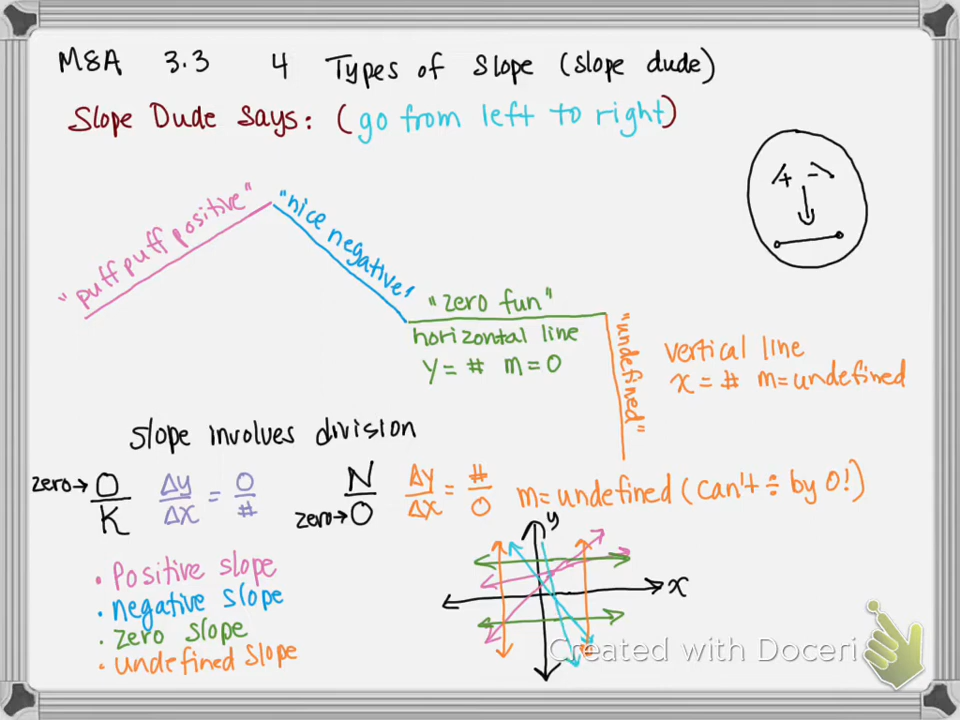 M&A 3.3 4 Types of Slope (slope dude)
Slope Dude Says: (go from left to right)
"puff puff positive"
"nice negative"
"zero fun"
horizontal line
y = # m = 0
"undefined"
vertical line
x = # m = undefined
+ -
Slope involves division
zero → 0/K Δy/Δx = 0/#
N/0 ← zero Δy/Δx = #/0 m = undefined (can't ÷ by 0!)
• Positive slope
• negative slope
• zero slope
• undefined slope
y
x
Created with Doceri